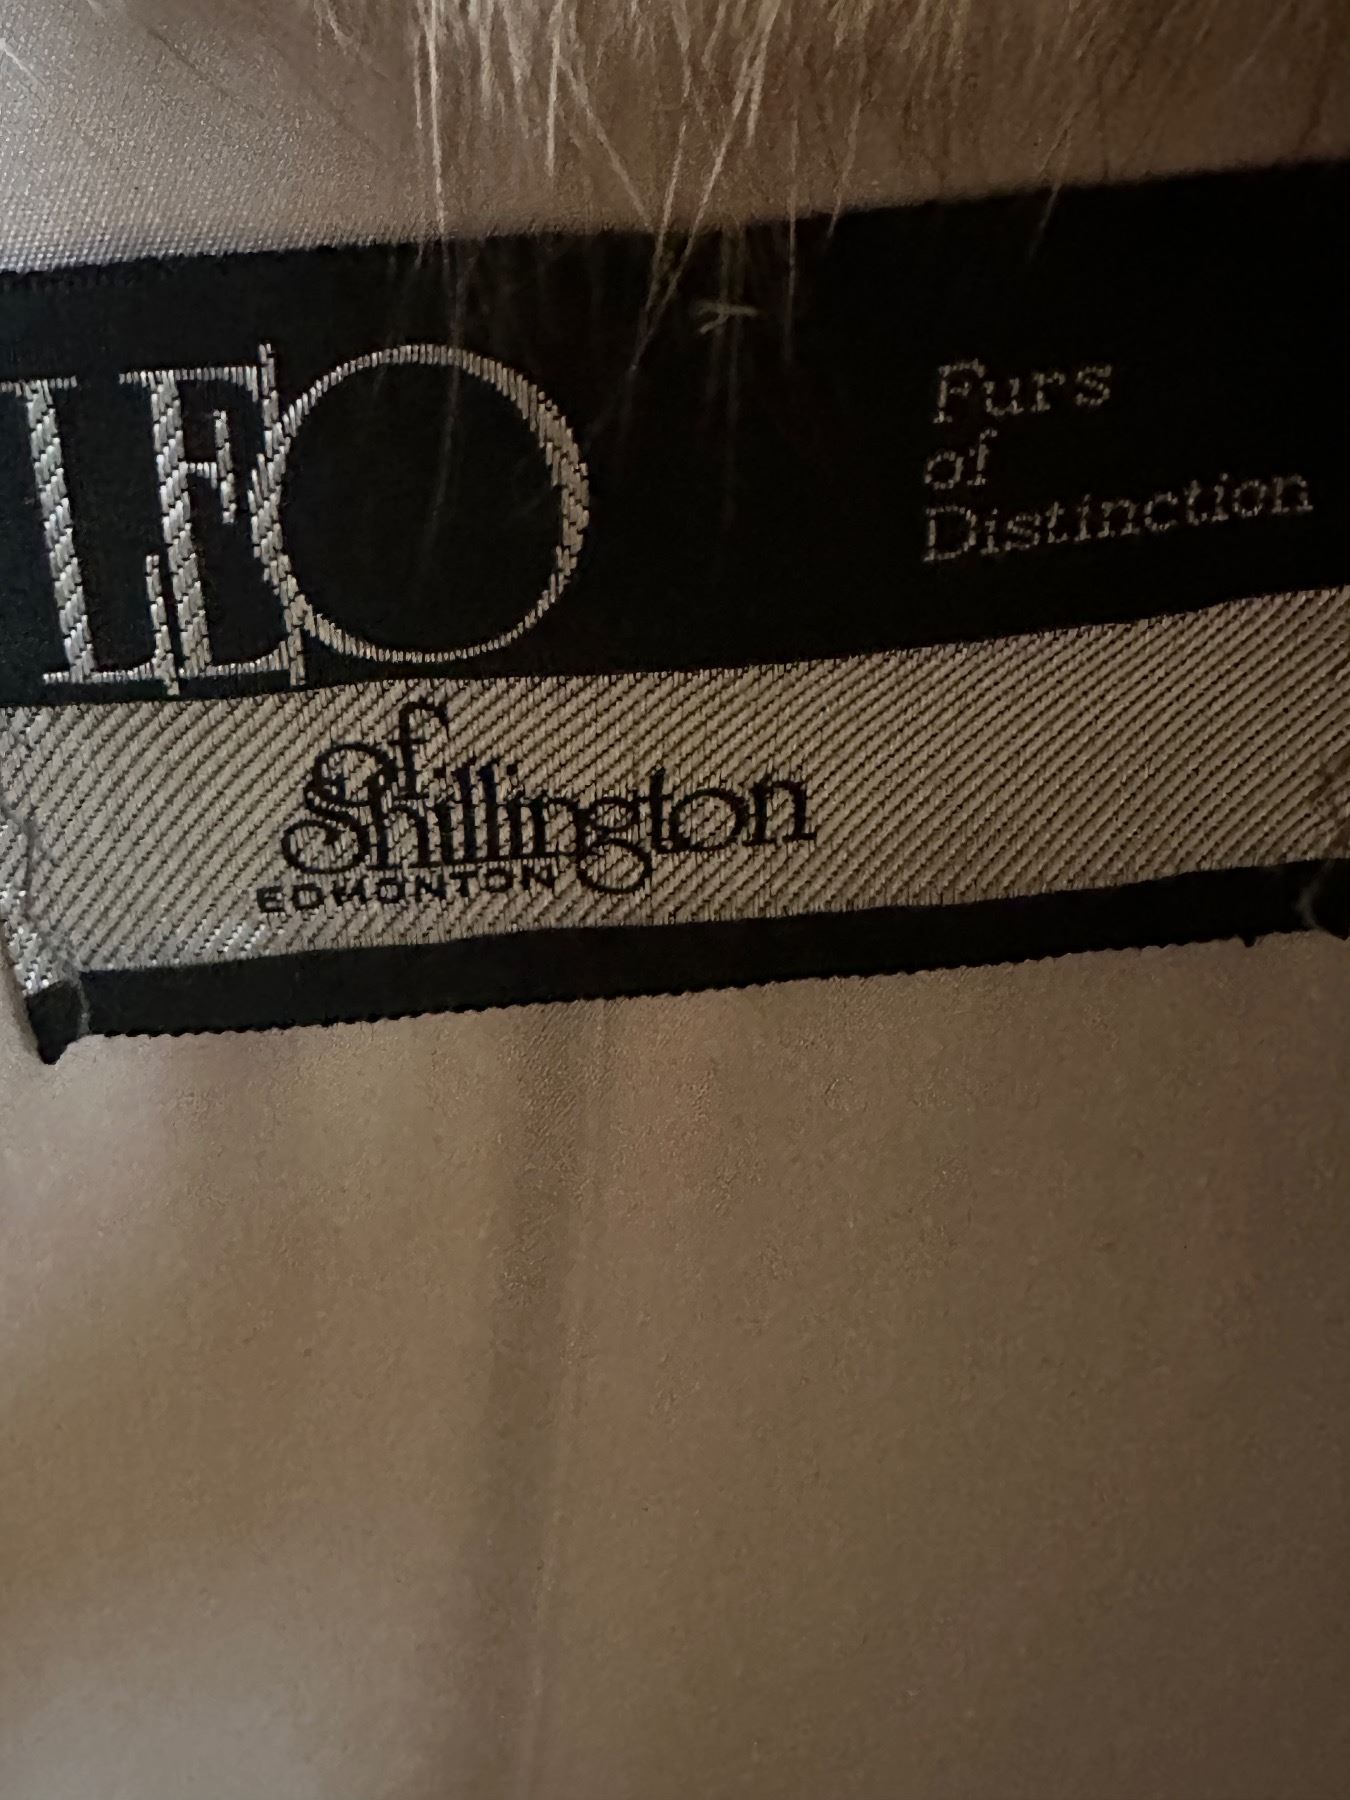 LEO
Furs
of
Distinction
of
Shillington
EDMONTON